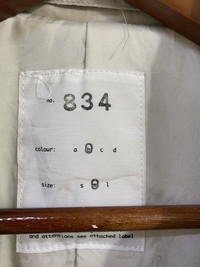 no. 834
colour: a b c d
size: s m l
and attentions see attached label